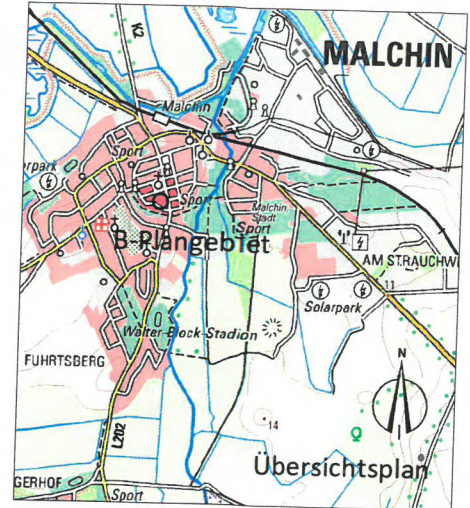 MALCHIN
K2
Malchin
Sport
Sport
Malchin,
Stadt
Sport
B-Plangebiet
AM STRAUCHW
11
Solarpark
Walter-Block-Stadion
FUHRTSBERG
N
14
L202
Übersichtsplan
GERHOF
Sport